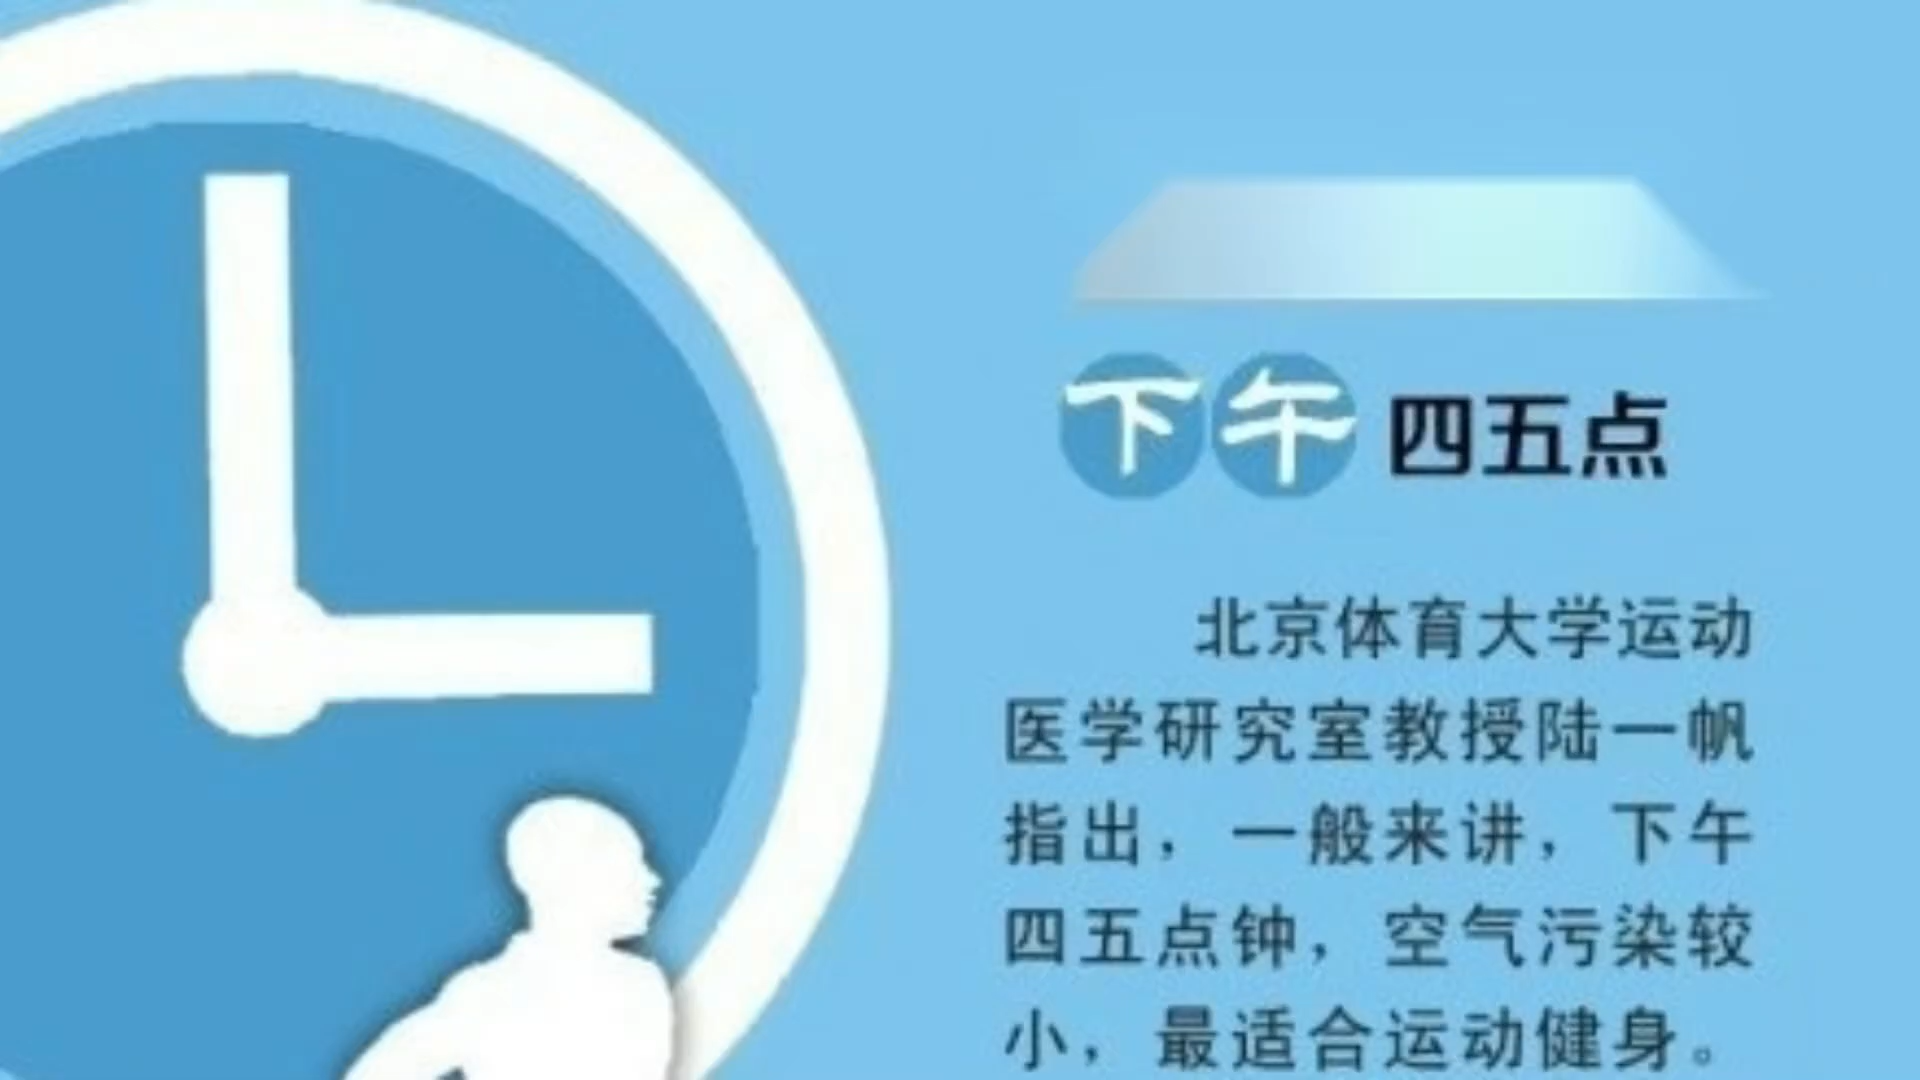 下午 四五点
北京体育大学运动
医学研究室教授陆一帆
指出，一般来讲，下午
四五点钟，空气污染较
小，最适合运动健身。